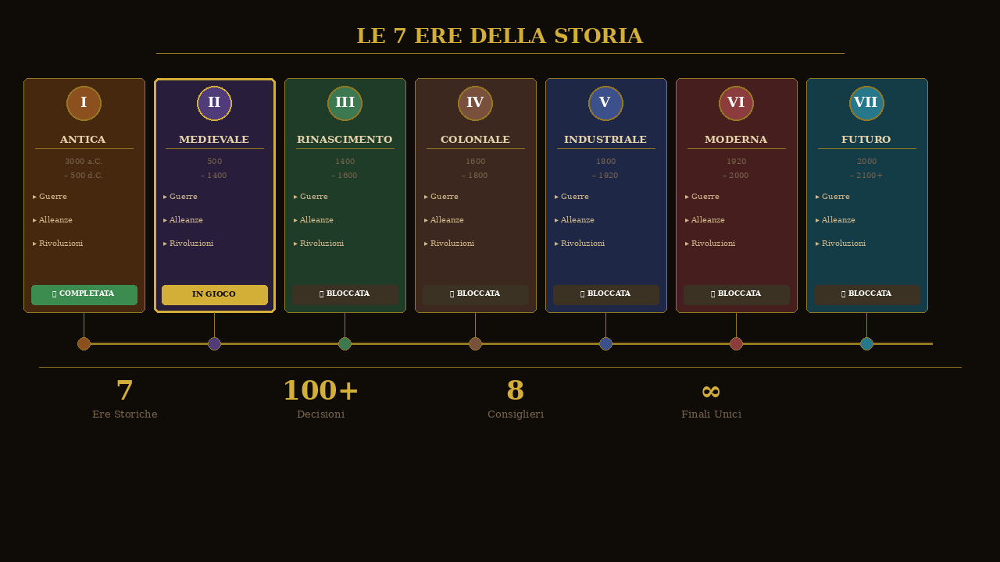 LE 7 ERE DELLA STORIA
I
ANTICA
3000 a.C.
– 500 d.C.
▸ Guerre
▸ Alleanze
▸ Rivoluzioni
▯ COMPLETATA
II
MEDIEVALE
500
– 1400
▸ Guerre
▸ Alleanze
▸ Rivoluzioni
IN GIOCO
III
RINASCIMENTO
1400
– 1600
▸ Guerre
▸ Alleanze
▸ Rivoluzioni
▯ BLOCCATA
IV
COLONIALE
1600
– 1800
▸ Guerre
▸ Alleanze
▸ Rivoluzioni
▯ BLOCCATA
V
INDUSTRIALE
1800
– 1920
▸ Guerre
▸ Alleanze
▸ Rivoluzioni
▯ BLOCCATA
VI
MODERNA
1920
– 2000
▸ Guerre
▸ Alleanze
▸ Rivoluzioni
▯ BLOCCATA
VII
FUTURO
2000
– 2100+
▸ Guerre
▸ Alleanze
▸ Rivoluzioni
▯ BLOCCATA
7
Ere Storiche
100+
Decisioni
8
Consiglieri
∞
Finali Unici